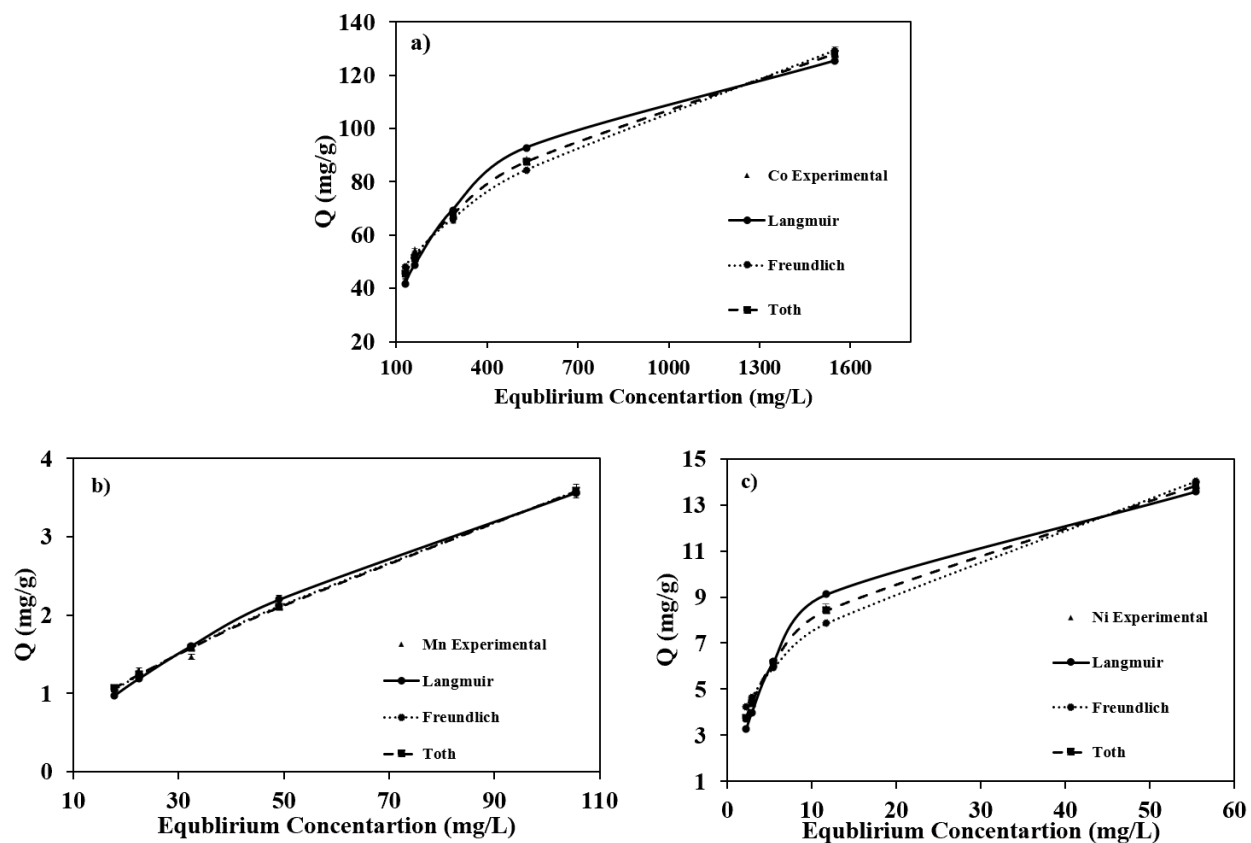 a)
Q (mg/g)
140
120
100
80
60
40
20
100 400 700 1000 1300 1600
Equblirium Concentartion (mg/L)
Co Experimental
Langmuir
Freundlich
Toth
b)
Q (mg/g)
4
3
2
1
0
10 30 50 70 90 110
Equblirium Concentartion (mg/L)
Mn Experimental
Langmuir
Freundlich
Toth
c)
Q (mg/g)
15
13
11
9
7
5
3
1
0 10 20 30 40 50 60
Equblirium Concentartion (mg/L)
Ni Experimental
Langmuir
Freundlich
Toth